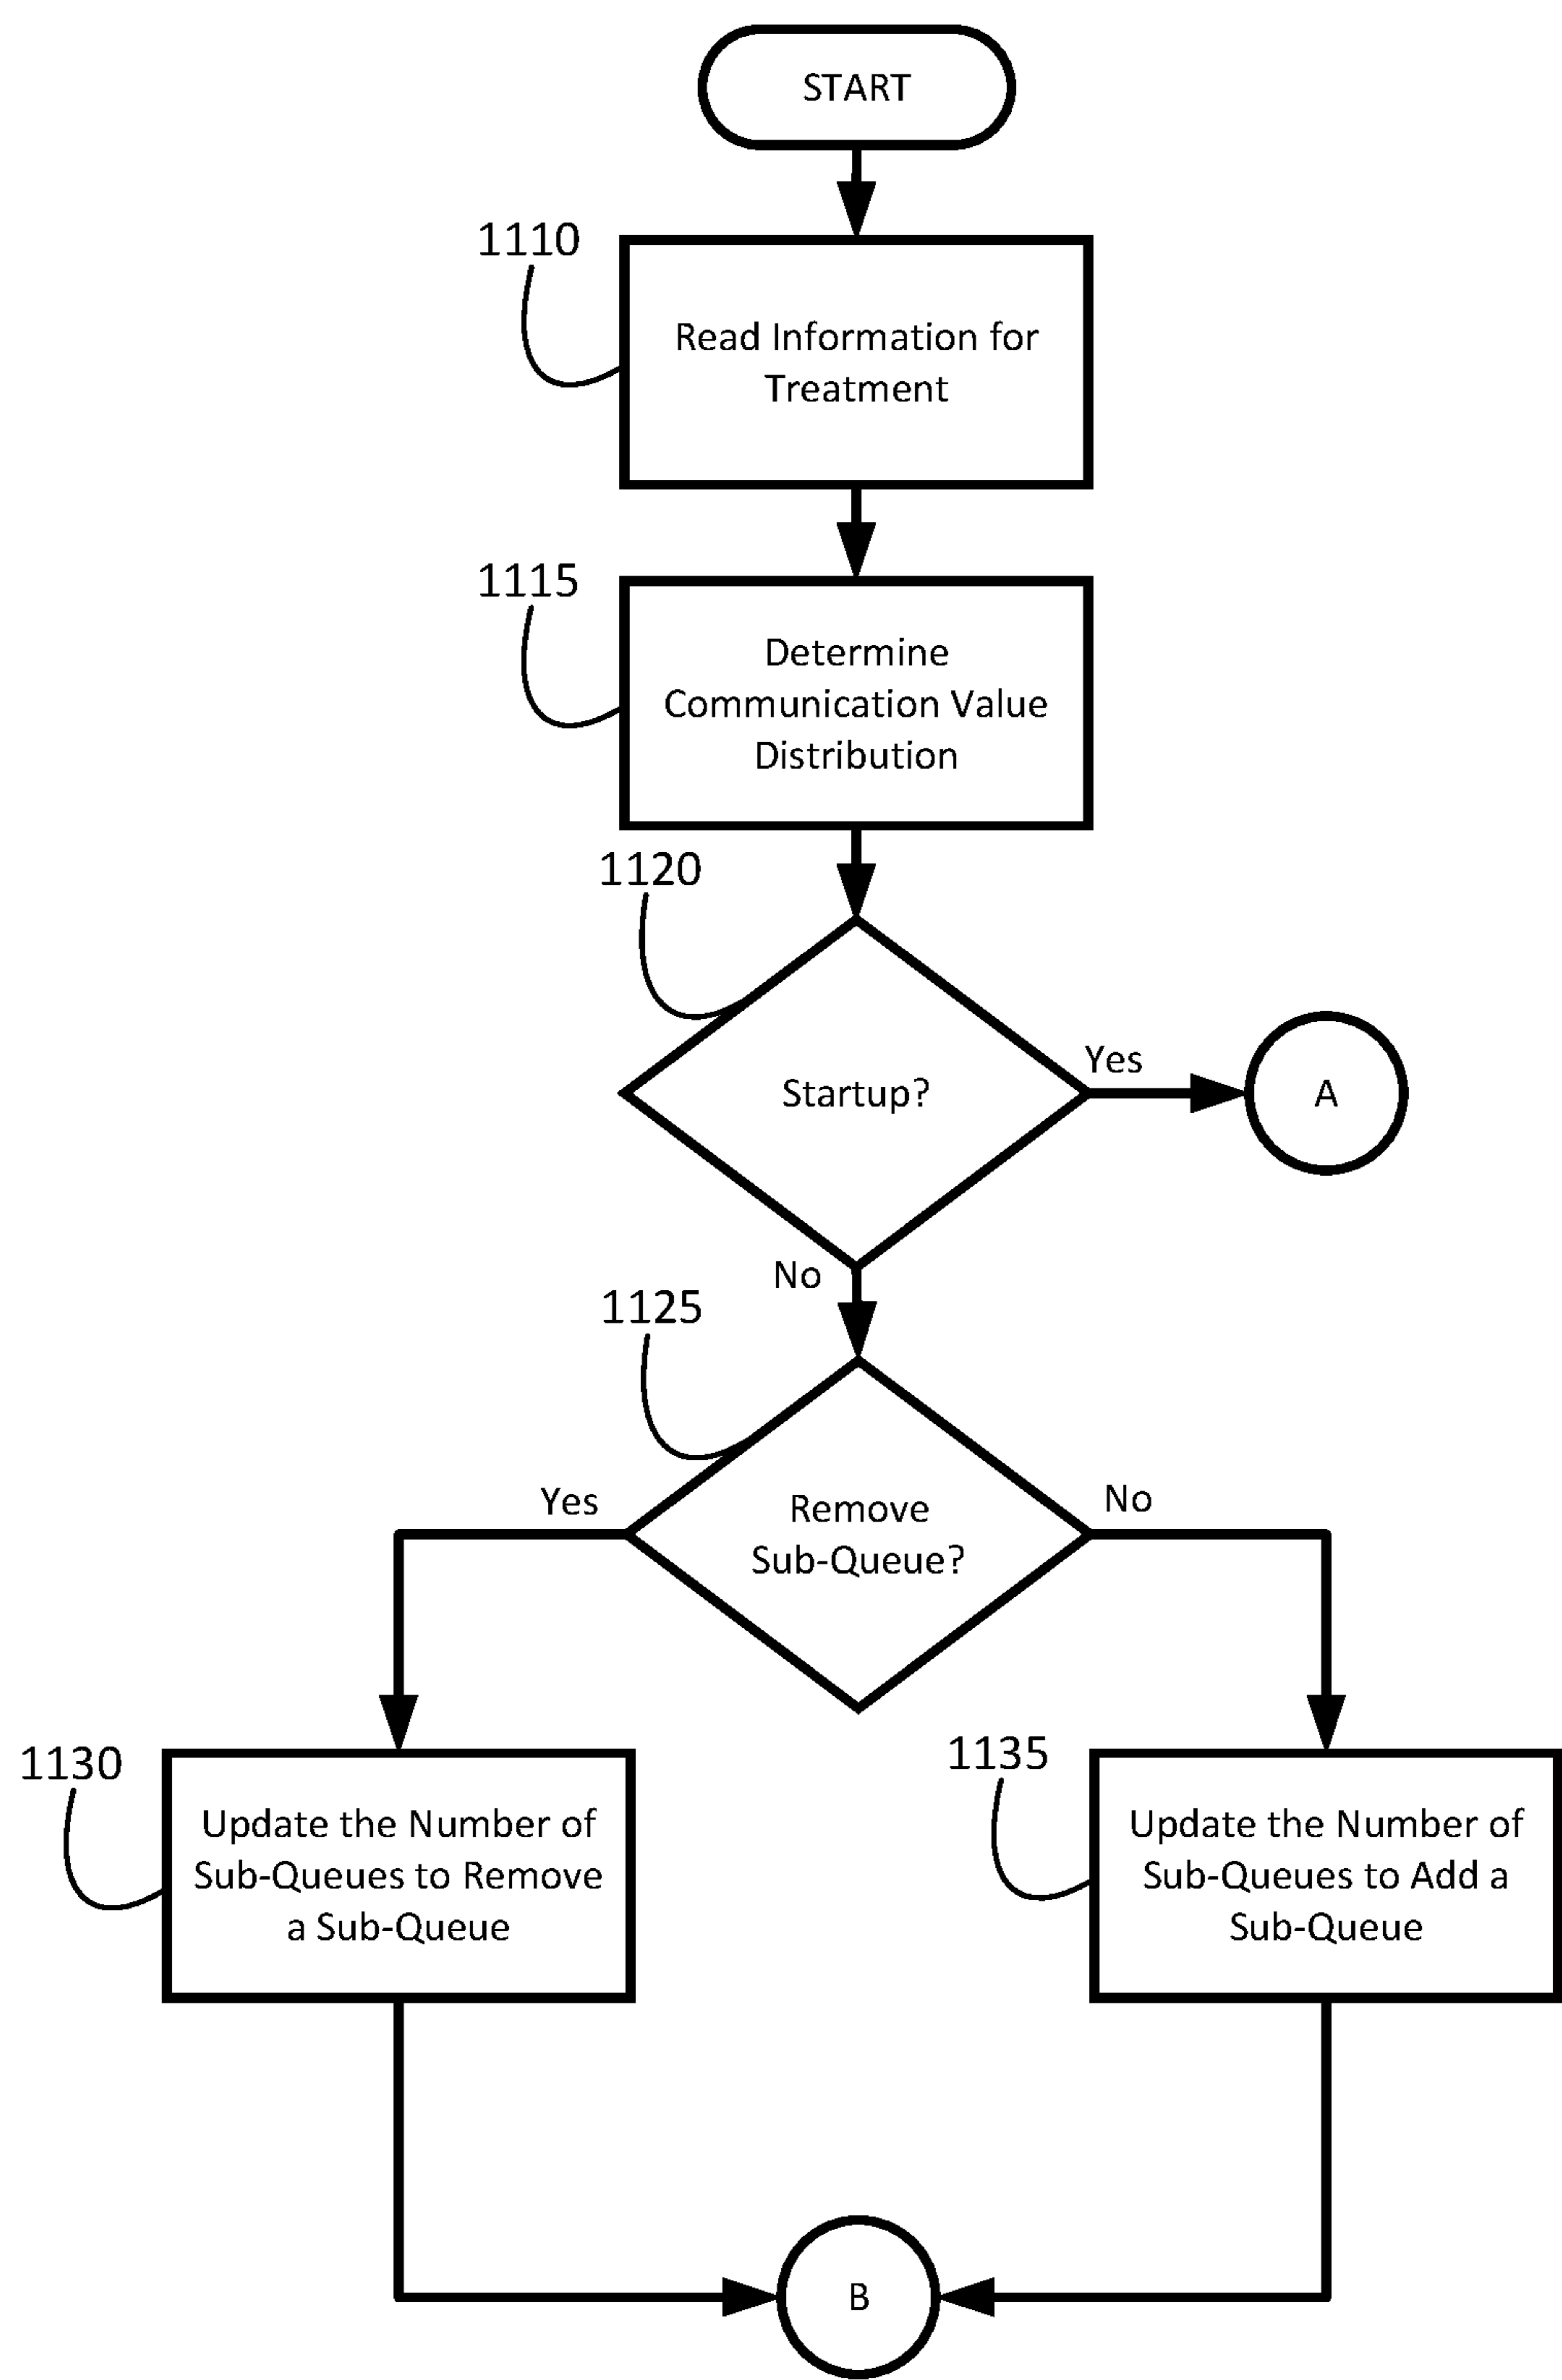 START
1110
Read Information for
Treatment
1115
Determine
Communication Value
Distribution
1120
Startup?
Yes
A
No
1125
Remove
Sub-Queue?
Yes
No
1130
Update the Number of
Sub-Queues to Remove
a Sub-Queue
1135
Update the Number of
Sub-Queues to Add a
Sub-Queue
B